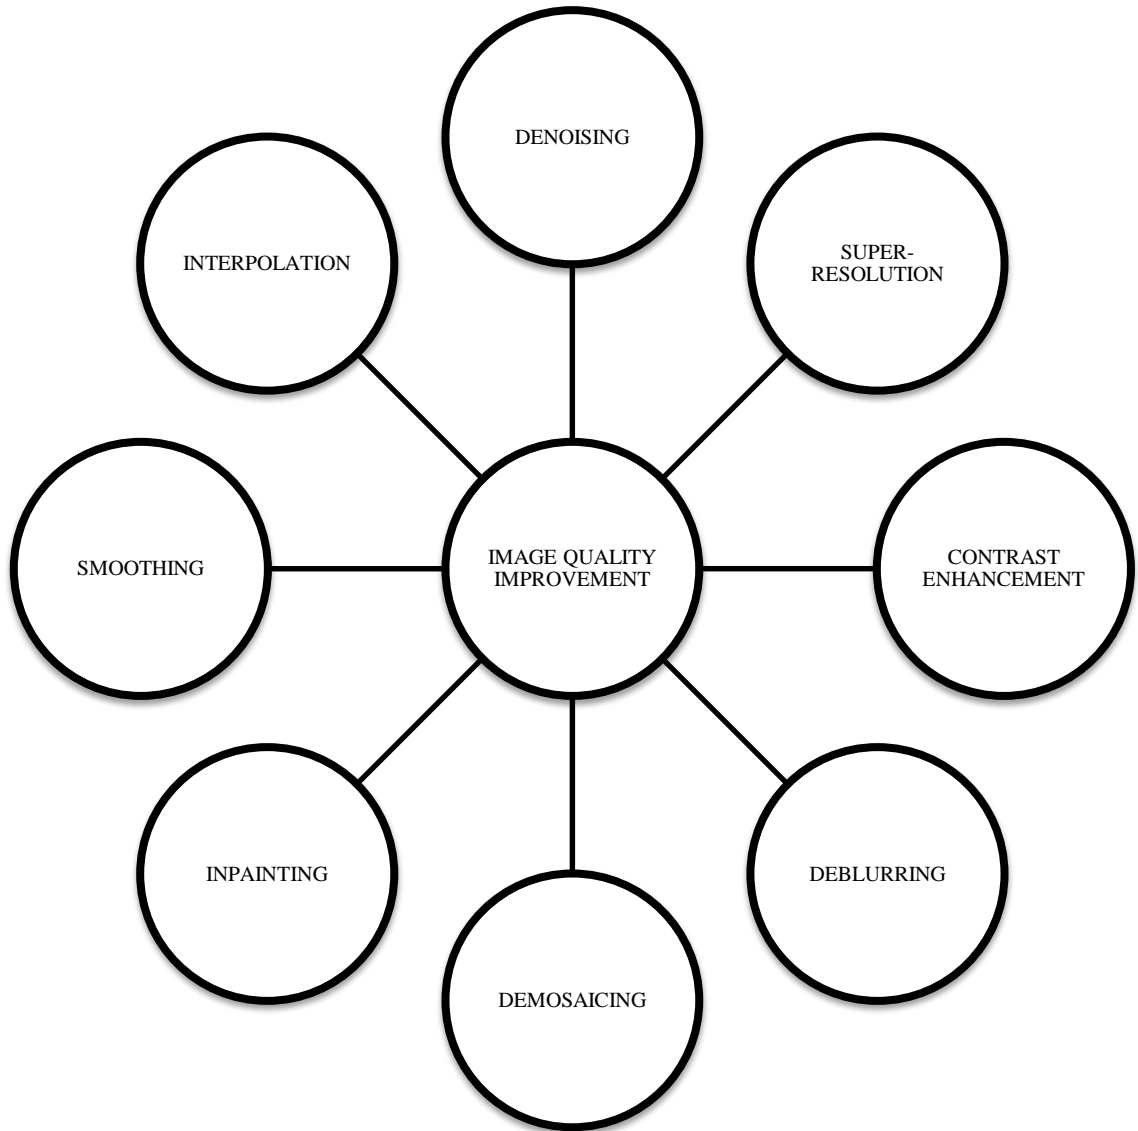 DENOISING
INTERPOLATION
SUPER-
RESOLUTION
SMOOTHING
IMAGE QUALITY
IMPROVEMENT
CONTRAST
ENHANCEMENT
INPAINTING
DEBLURRING
DEMOSAICING